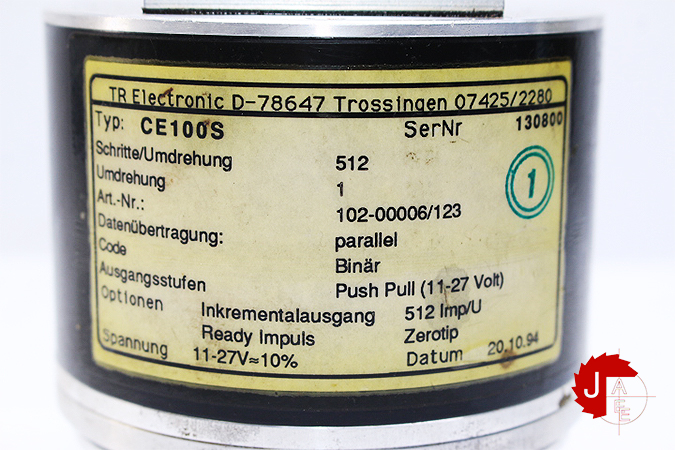 TR Electronic D-78647 Trossingen 07425/2280
Typ: CE100S SerNr 130800
Schritte/Umdrehung 512
Umdrehung 1
Art.-Nr.: 102-00006/123
Datenübertragung: parallel
Code Binär
Ausgangsstufen Push Pull (11-27 Volt)
Optionen Inkrementalausgang 512 Imp/U
Ready Impuls Zerotip
Spannung 11-27V≈10% Datum 20.10.94
1
J